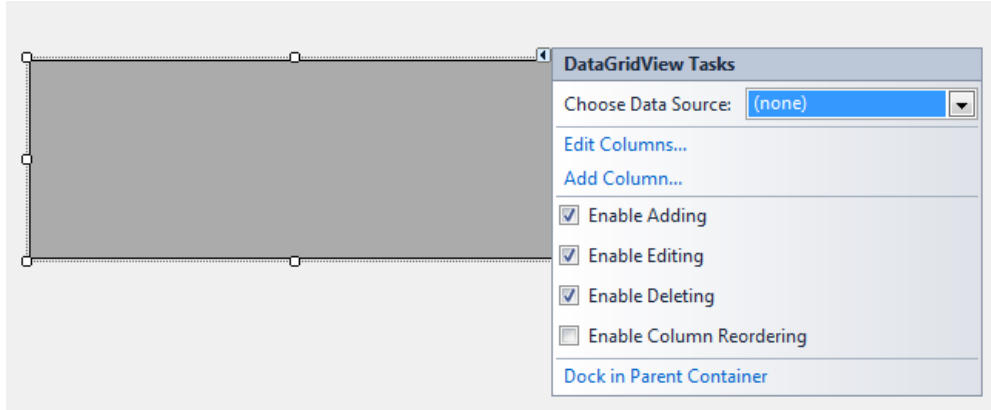 DataGridView Tasks
Choose Data Source: (none)
Edit Columns...
Add Column...
Enable Adding
Enable Editing
Enable Deleting
Enable Column Reordering
Dock in Parent Container